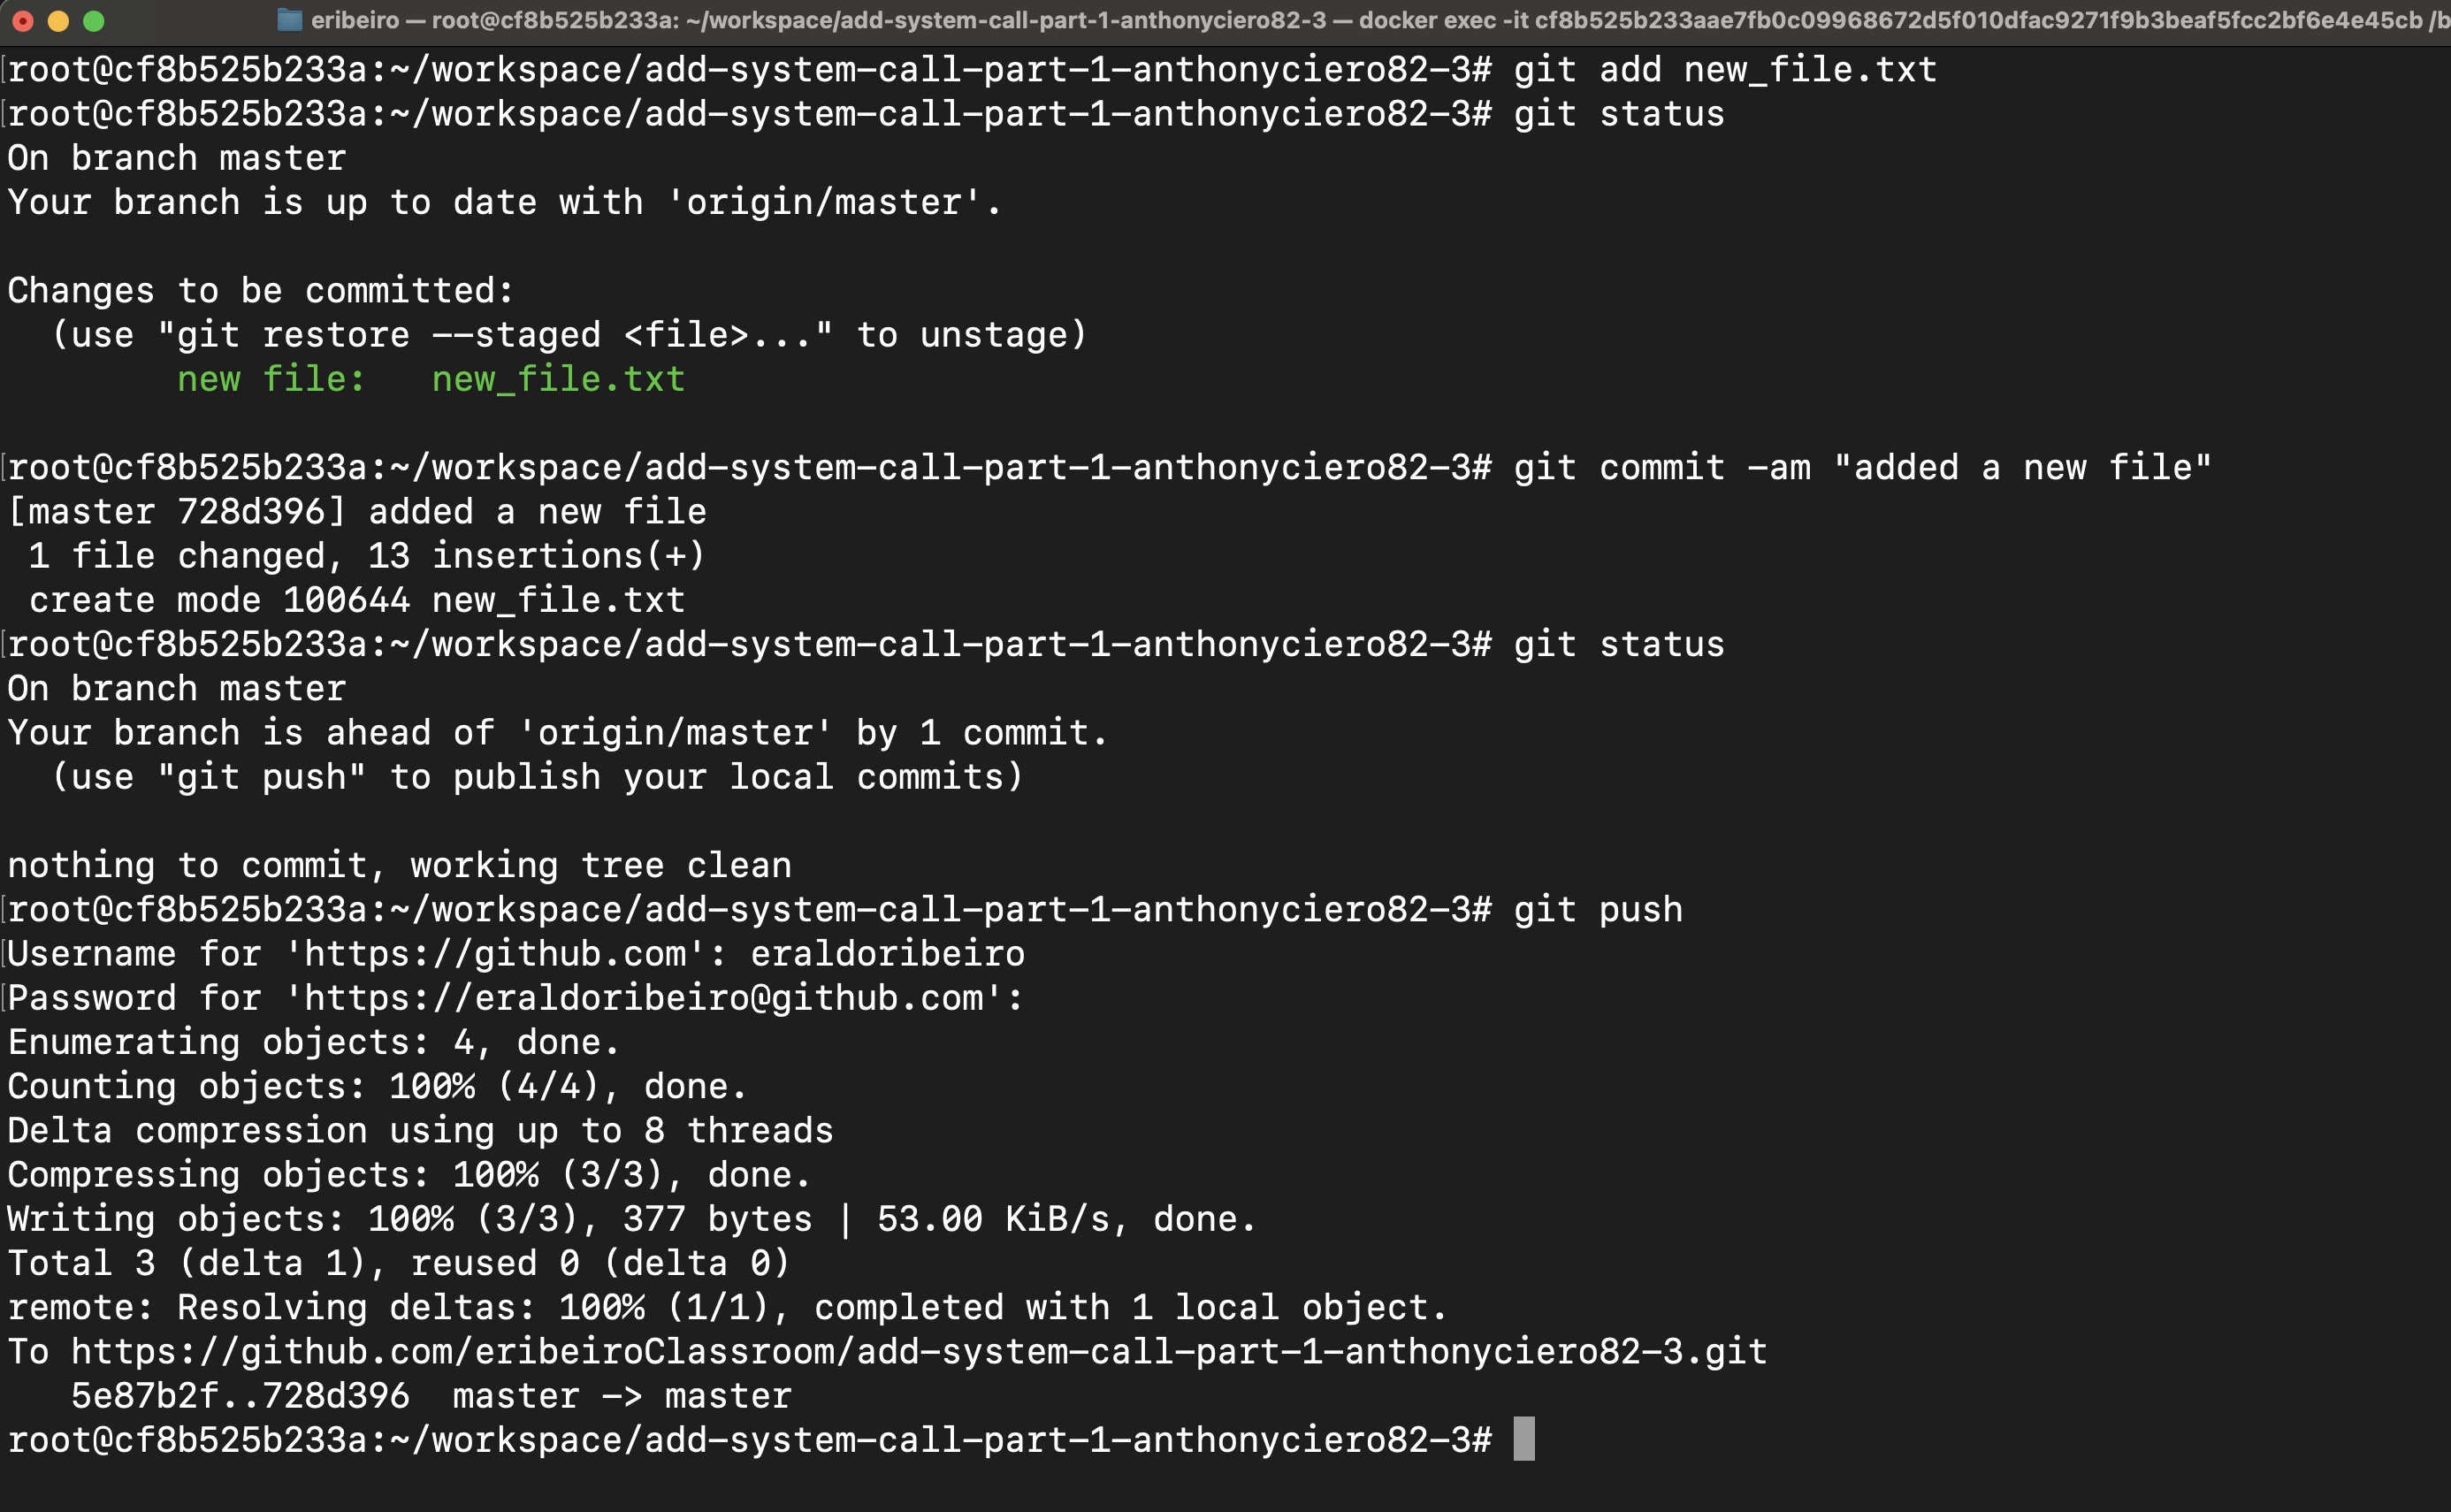 eribeiro — root@cf8b525b233a: ~/workspace/add-system-call-part-1-anthonyciero82-3 — docker exec -it cf8b525b233aae7fb0c09968672d5f010dfac9271f9b3beaf5fcc2bf6e4e45cb /b
[root@cf8b525b233a:~/workspace/add-system-call-part-1-anthonyciero82-3# git add new_file.txt
[root@cf8b525b233a:~/workspace/add-system-call-part-1-anthonyciero82-3# git status
On branch master
Your branch is up to date with 'origin/master'.
Changes to be committed:
  (use "git restore --staged <file>..." to unstage)
        new file:   new_file.txt
[root@cf8b525b233a:~/workspace/add-system-call-part-1-anthonyciero82-3# git commit -am "added a new file"
[master 728d396] added a new file
 1 file changed, 13 insertions(+)
 create mode 100644 new_file.txt
[root@cf8b525b233a:~/workspace/add-system-call-part-1-anthonyciero82-3# git status
On branch master
Your branch is ahead of 'origin/master' by 1 commit.
  (use "git push" to publish your local commits)
nothing to commit, working tree clean
[root@cf8b525b233a:~/workspace/add-system-call-part-1-anthonyciero82-3# git push
[Username for 'https://github.com': eraldoribeiro
[Password for 'https://eraldoribeiro@github.com':
Enumerating objects: 4, done.
Counting objects: 100% (4/4), done.
Delta compression using up to 8 threads
Compressing objects: 100% (3/3), done.
Writing objects: 100% (3/3), 377 bytes | 53.00 KiB/s, done.
Total 3 (delta 1), reused 0 (delta 0)
remote: Resolving deltas: 100% (1/1), completed with 1 local object.
To https://github.com/eribeiroClassroom/add-system-call-part-1-anthonyciero82-3.git
   5e87b2f..728d396  master -> master
root@cf8b525b233a:~/workspace/add-system-call-part-1-anthonyciero82-3#